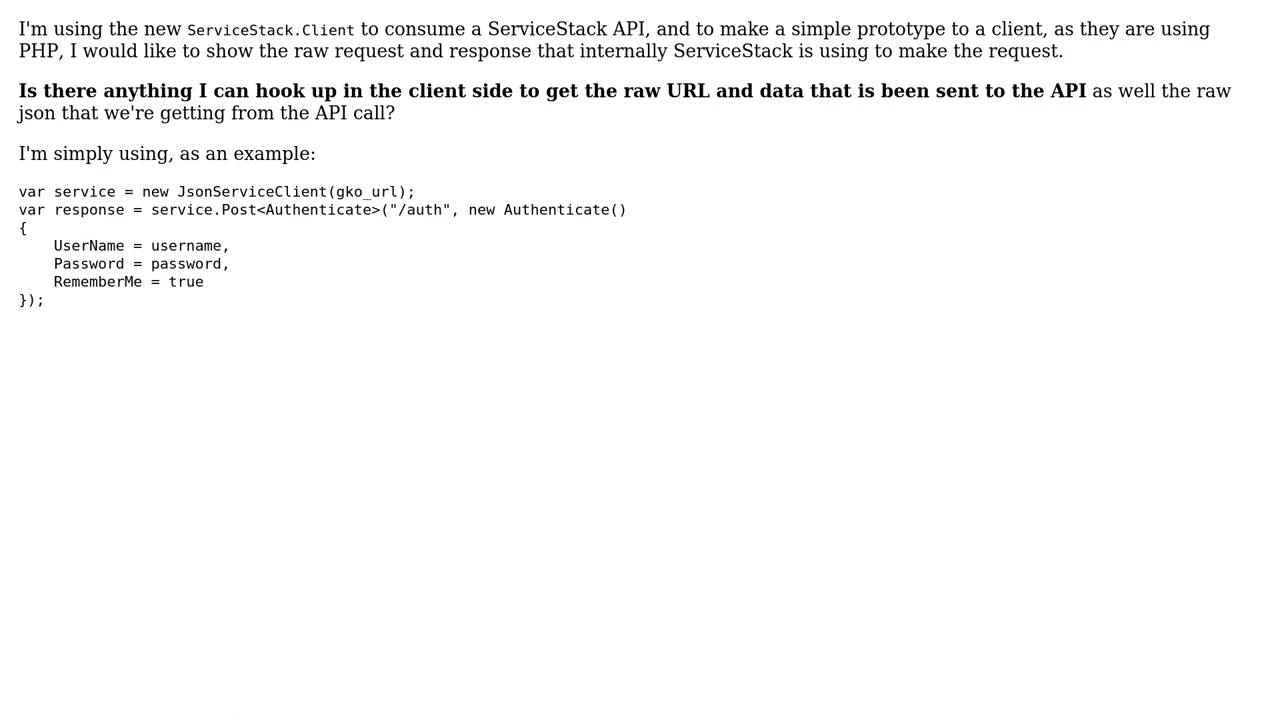 I'm using the new ServiceStack.Client to consume a ServiceStack API, and to make a simple prototype to a client, as they are using
PHP, I would like to show the raw request and response that internally ServiceStack is using to make the request.
Is there anything I can hook up in the client side to get the raw URL and data that is been sent to the API as well the raw
json that we're getting from the API call?
I'm simply using, as an example:
var service = new JsonServiceClient(gko_url);
var response = service.Post<Authenticate>("/auth", new Authenticate()
{
    UserName = username,
    Password = password,
    RememberMe = true
});